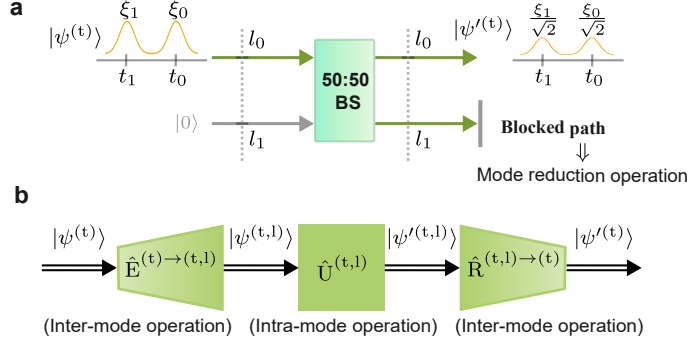 a
|ψ⁽ᵗ⁾⟩ ξ₁ ξ₀ l₀ l₀ |ψ′⁽ᵗ⁾⟩ ξ₁/√2 ξ₀/√2
t₁ t₀ t₁ t₀
50:50
BS
|0⟩ l₁ l₁ Blocked path
⇓
Mode reduction operation
b
|ψ⁽ᵗ⁾⟩ |ψ⁽ᵗ,ˡ⁾⟩ |ψ′⁽ᵗ,ˡ⁾⟩ |ψ′⁽ᵗ⁾⟩
Ê⁽ᵗ⁾→⁽ᵗ,ˡ⁾ Û⁽ᵗ,ˡ⁾ R̂⁽ᵗ,ˡ⁾→⁽ᵗ⁾
(Inter-mode operation) (Intra-mode operation) (Inter-mode operation)